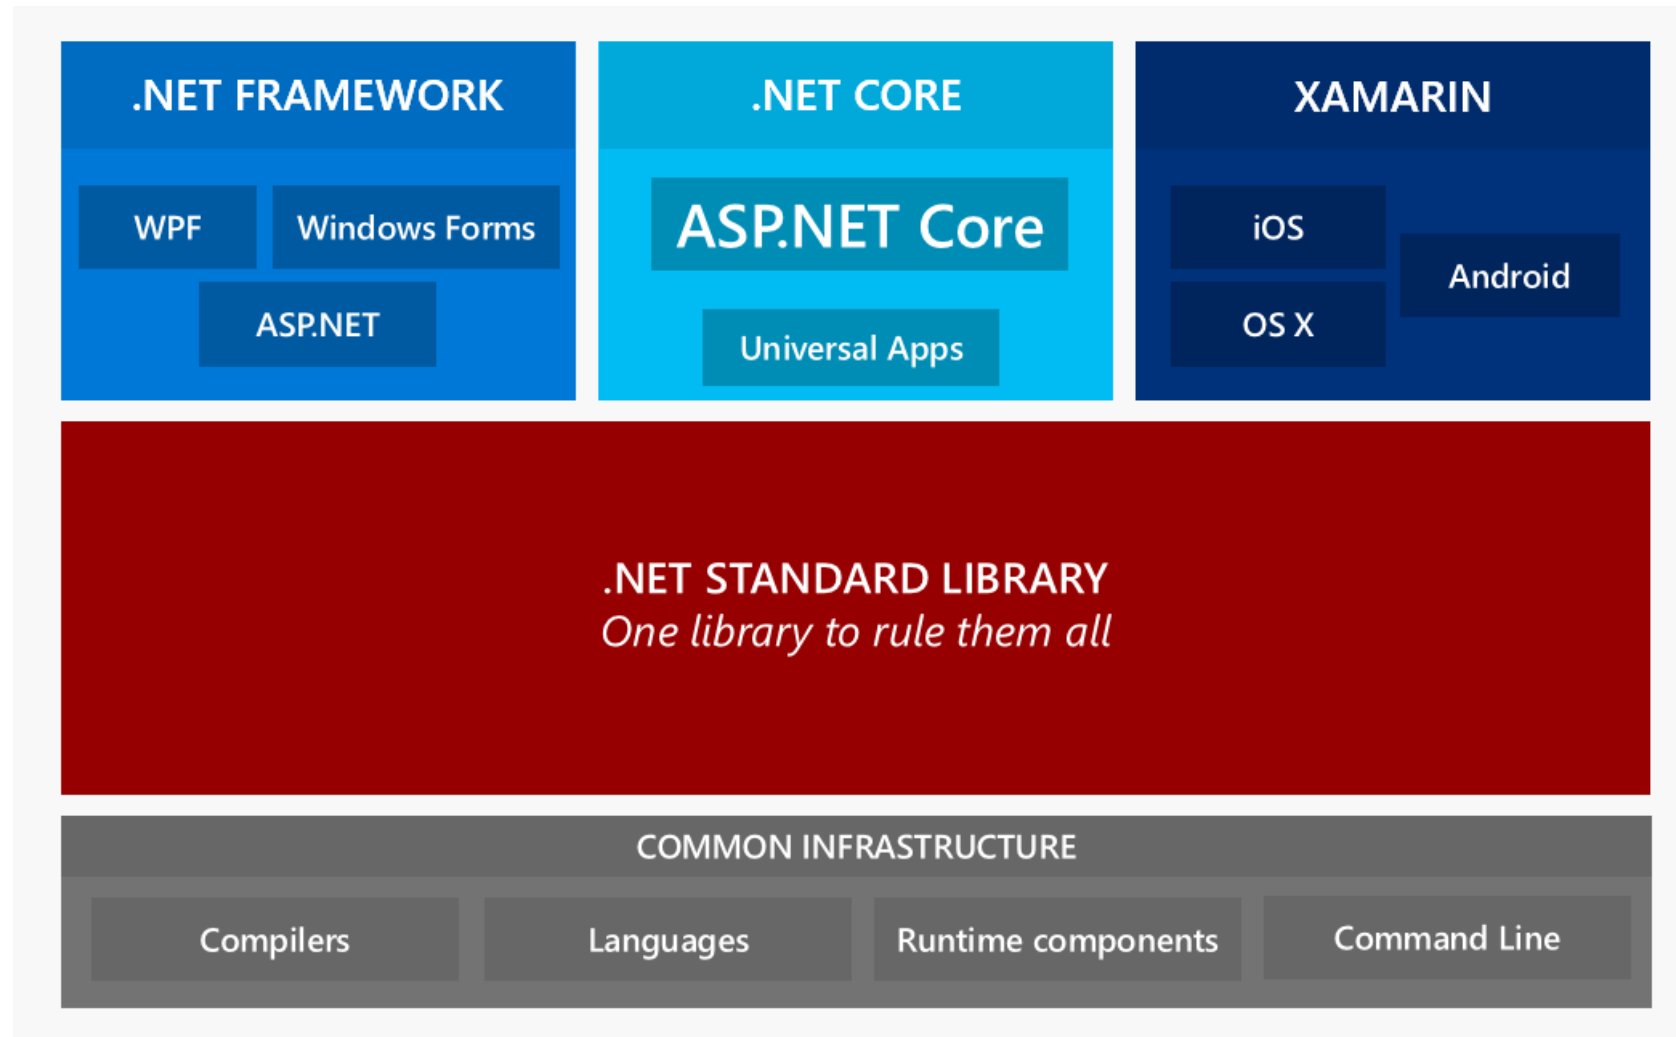 .NET FRAMEWORK
WPF
Windows Forms
ASP.NET
.NET CORE
ASP.NET Core
Universal Apps
XAMARIN
iOS
Android
OS X
.NET STANDARD LIBRARY
One library to rule them all
COMMON INFRASTRUCTURE
Compilers
Languages
Runtime components
Command Line